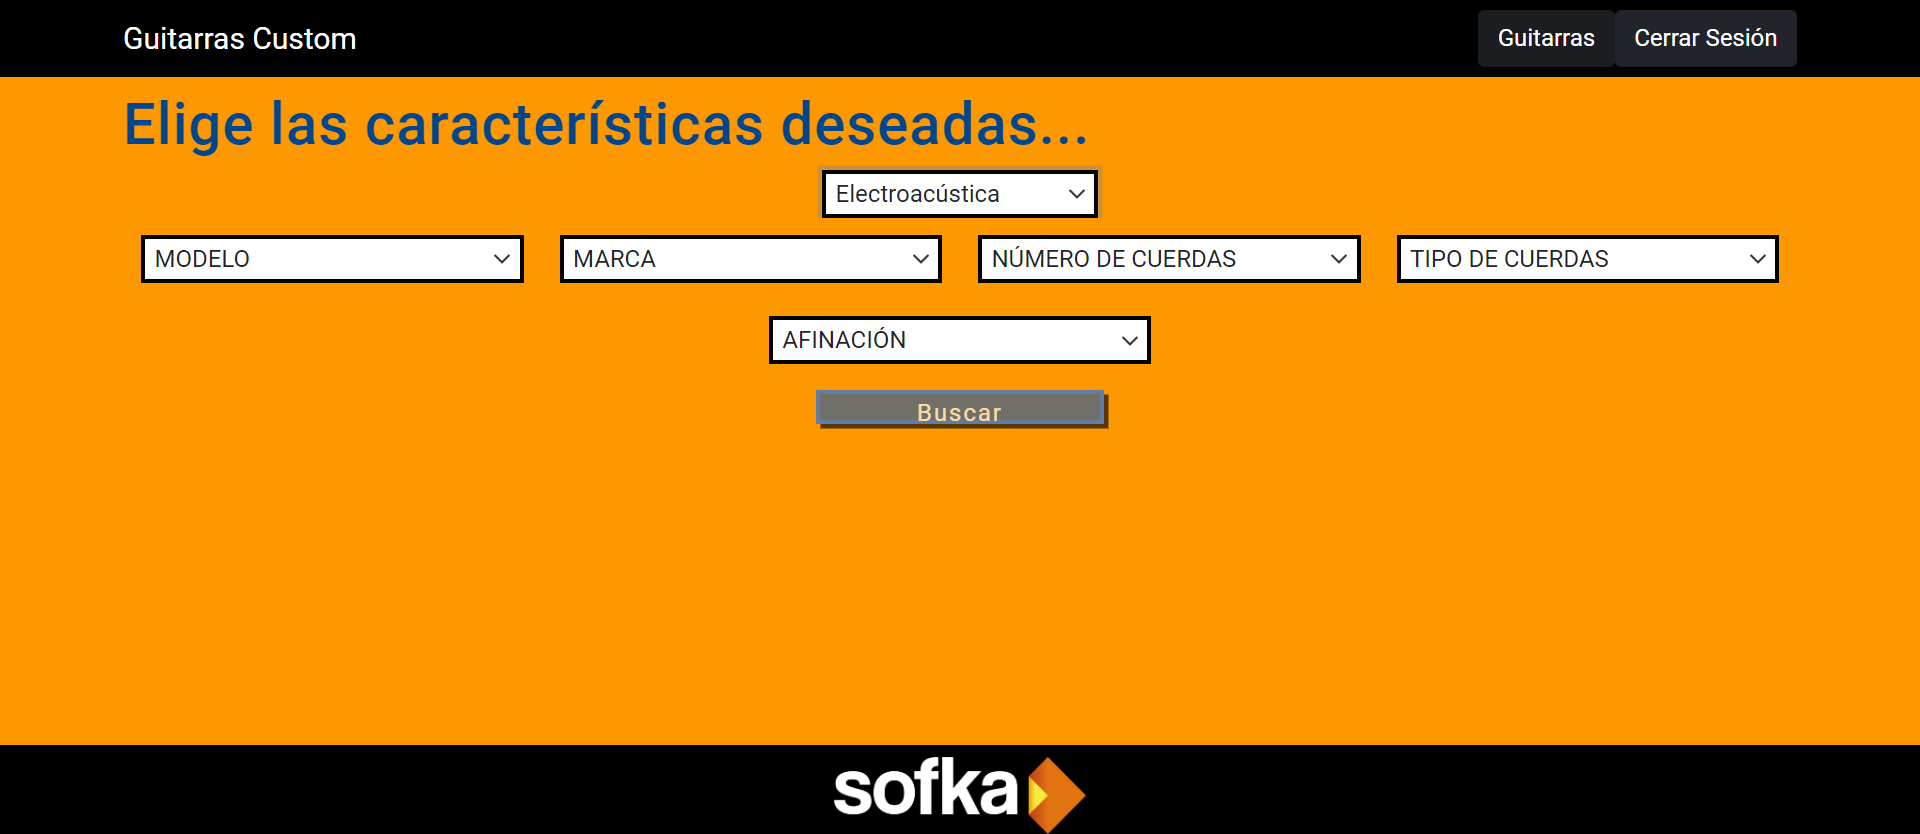 Guitarras Custom
Guitarras
Cerrar Sesión
Elige las características deseadas...
Electroacústica
MODELO
MARCA
NÚMERO DE CUERDAS
TIPO DE CUERDAS
AFINACIÓN
Buscar
sofka